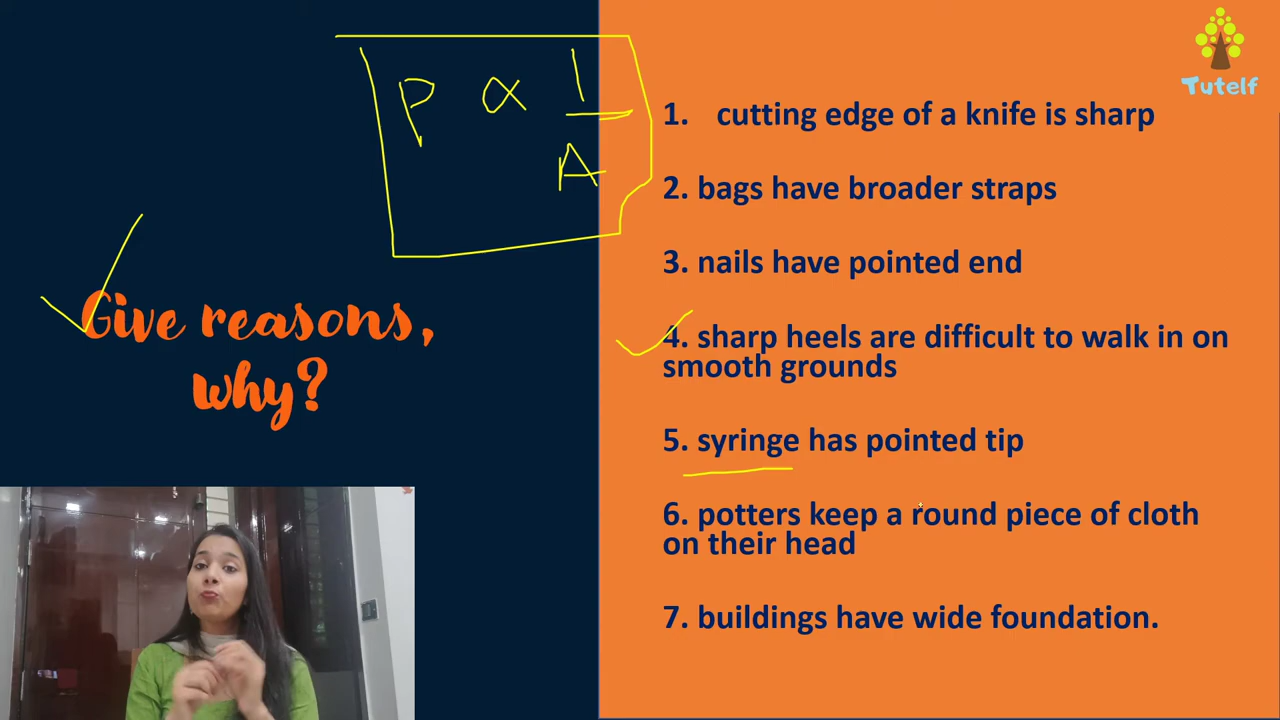 P ∝ 1/A
Give reasons,
why?
Tutelf
1. cutting edge of a knife is sharp
2. bags have broader straps
3. nails have pointed end
4. sharp heels are difficult to walk in on
smooth grounds
5. syringe has pointed tip
6. potters keep a round piece of cloth
on their head
7. buildings have wide foundation.